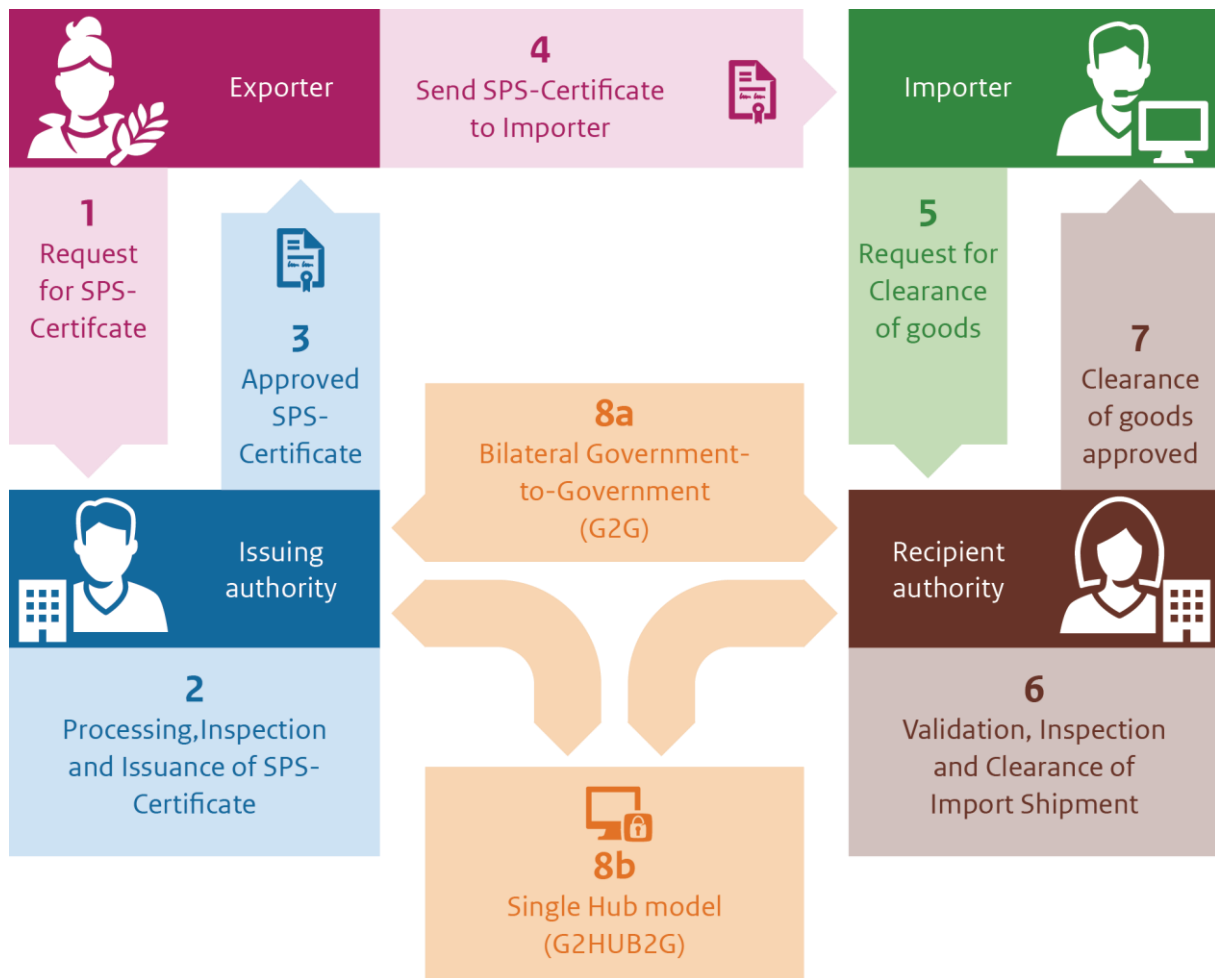 Exporter
4
Send SPS-Certificate
to Importer
Importer
1
Request
for SPS-
Certifcate
3
Approved
SPS-
Certificate
5
Request for
Clearance
of goods
7
Clearance
of goods
approved
8a
Bilateral Government-
to-Government
(G2G)
Issuing
authority
Recipient
authority
2
Processing,Inspection
and Issuance of SPS-
Certificate
6
Validation, Inspection
and Clearance of
Import Shipment
8b
Single Hub model
(G2HUB2G)